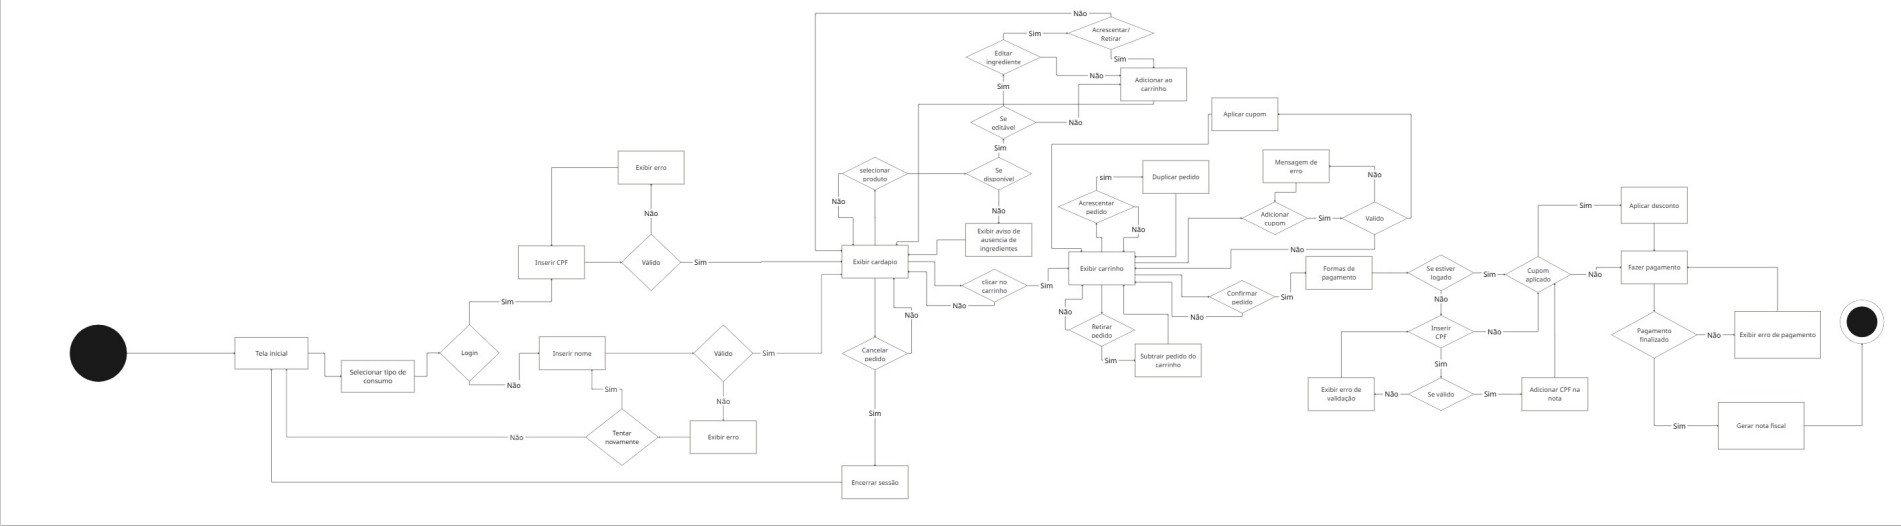 Não
Acrescentar/
Retirar
Sim
Editar
ingrediente
Sim
Não
Adicionar ao
carrinho
Sim
Se
editável
Não
Aplicar cupom
Sim
selecionar
produto
Se
disponível
Não
Não
Exibir aviso de
ausencia de
ingredientes
Exibir erro
Não
Inserir CPF
Válido
Sim
Sim
Exibir cardapio
clicar no
carrinho
Sim
Não
Não
Cancelar
pedido
Sim
Encerrar sessão
sim
Duplicar pedido
Acrescentar
pedido
Não
Exibir carrinho
Não
Retirar
pedido
Sim
Subtrair pedido do
carrinho
Mensagem de
erro
Não
Adicionar
cupom
Sim
Valido
Não
Confirmar
pedido
Sim
Não
Formas de
pagamento
Se estiver
logado
Sim
Cupom
aplicado
Não
Sim
Aplicar desconto
Fazer pagamento
Não
Inserir
CPF
Não
Sim
Exibir erro de
validação
Não
Se válido
Sim
Adicionar CPF na
nota
Pagamento
finalizado
Não
Exibir erro de pagamento
Sim
Gerar nota fiscal
Tela inicial
Selecionar tipo de
consumo
Login
Não
Inserir nome
Válido
Sim
Não
Sim
Tentar
novamente
Exibir erro
Não